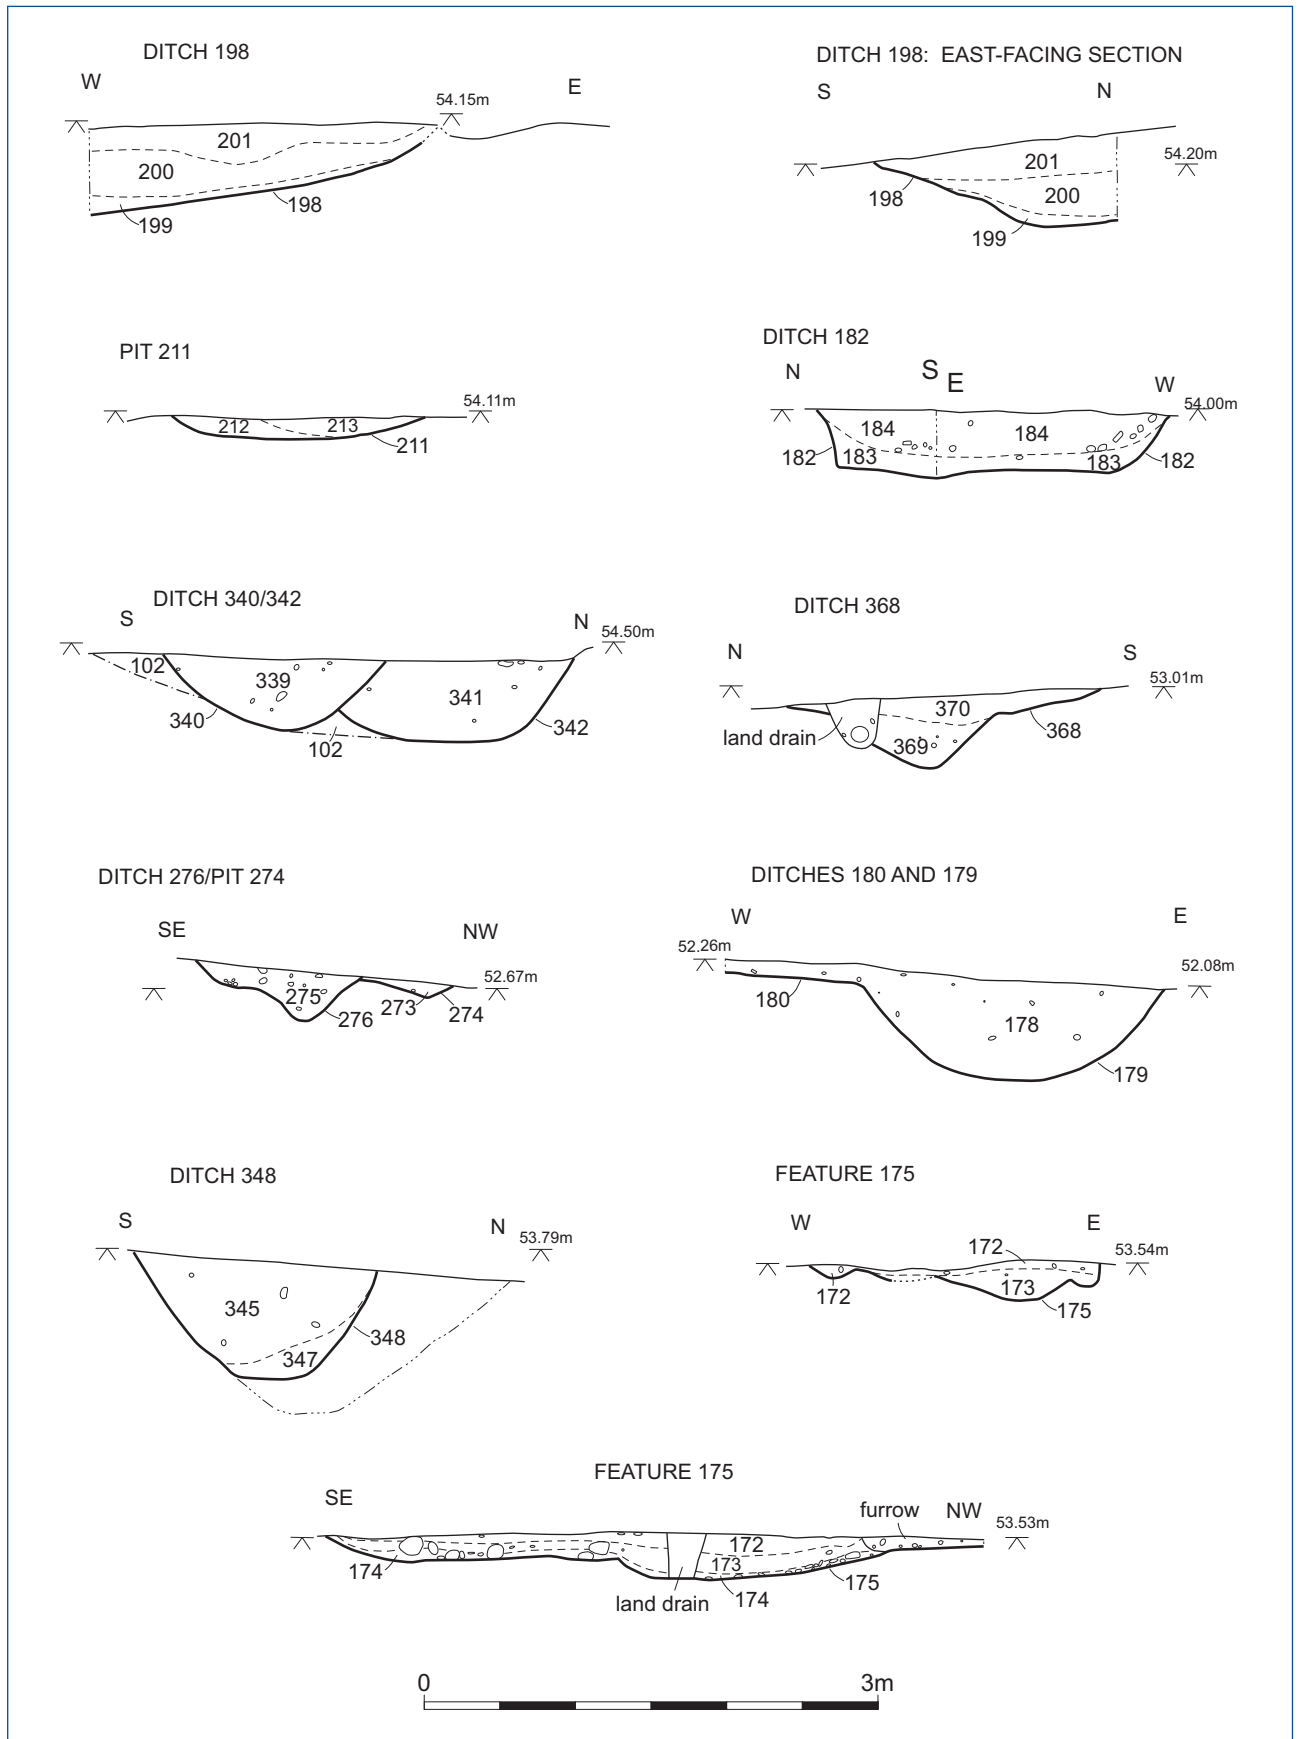 DITCH 198
W
E
54.15m
201
200
198
199
DITCH 198: EAST-FACING SECTION
S
N
54.20m
201
200
198
199
PIT 211
54.11m
212
213
211
DITCH 182
N
S
E
W
54.00m
184
184
182
183
183
182
DITCH 340/342
S
N
54.50m
102
339
341
340
342
102
DITCH 368
N
S
53.01m
370
land drain
369
368
DITCH 276/PIT 274
SE
NW
52.67m
275
276
273
274
DITCHES 180 AND 179
W
E
52.26m
52.08m
180
178
179
DITCH 348
S
N
53.79m
345
348
347
FEATURE 175
W
E
172
53.54m
172
173
175
FEATURE 175
SE
furrow
NW
53.53m
172
173
174
175
land drain
174
0
3m